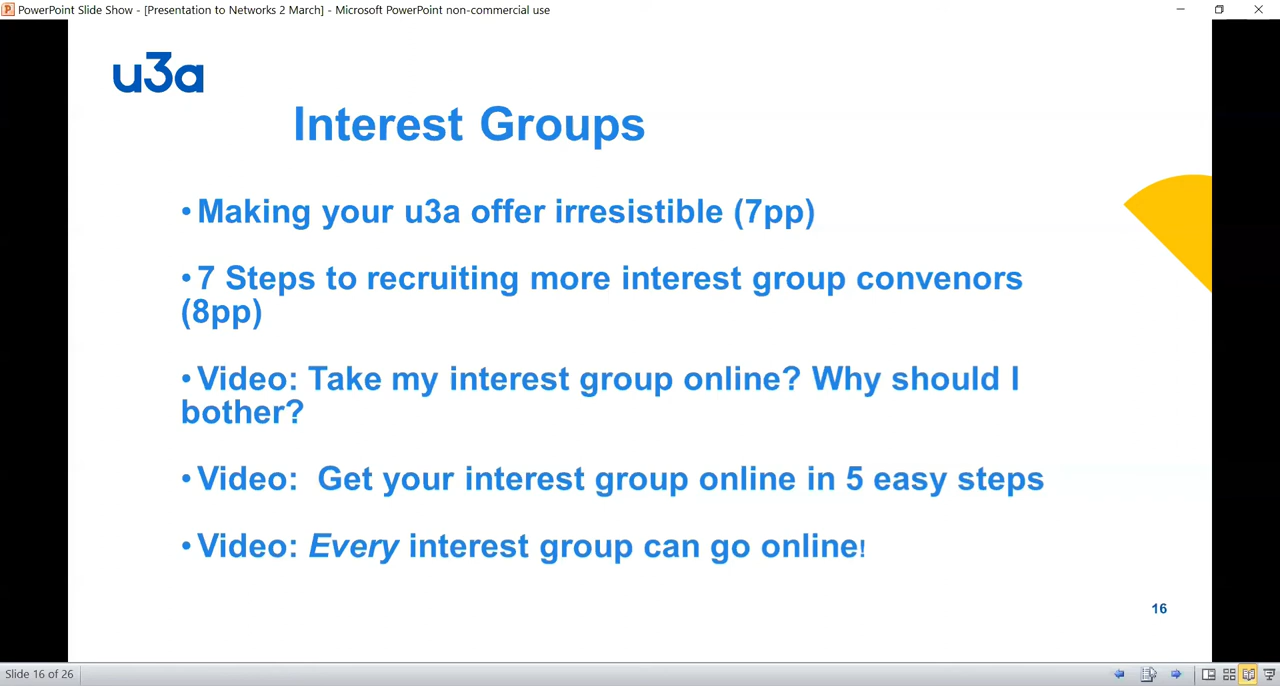 PowerPoint Slide Show - [Presentation to Networks 2 March] - Microsoft PowerPoint non-commercial use
u3a
Interest Groups
• Making your u3a offer irresistible (7pp)
• 7 Steps to recruiting more interest group convenors
(8pp)
• Video: Take my interest group online? Why should I
bother?
• Video:  Get your interest group online in 5 easy steps
• Video: Every interest group can go online!
16
Slide 16 of 26